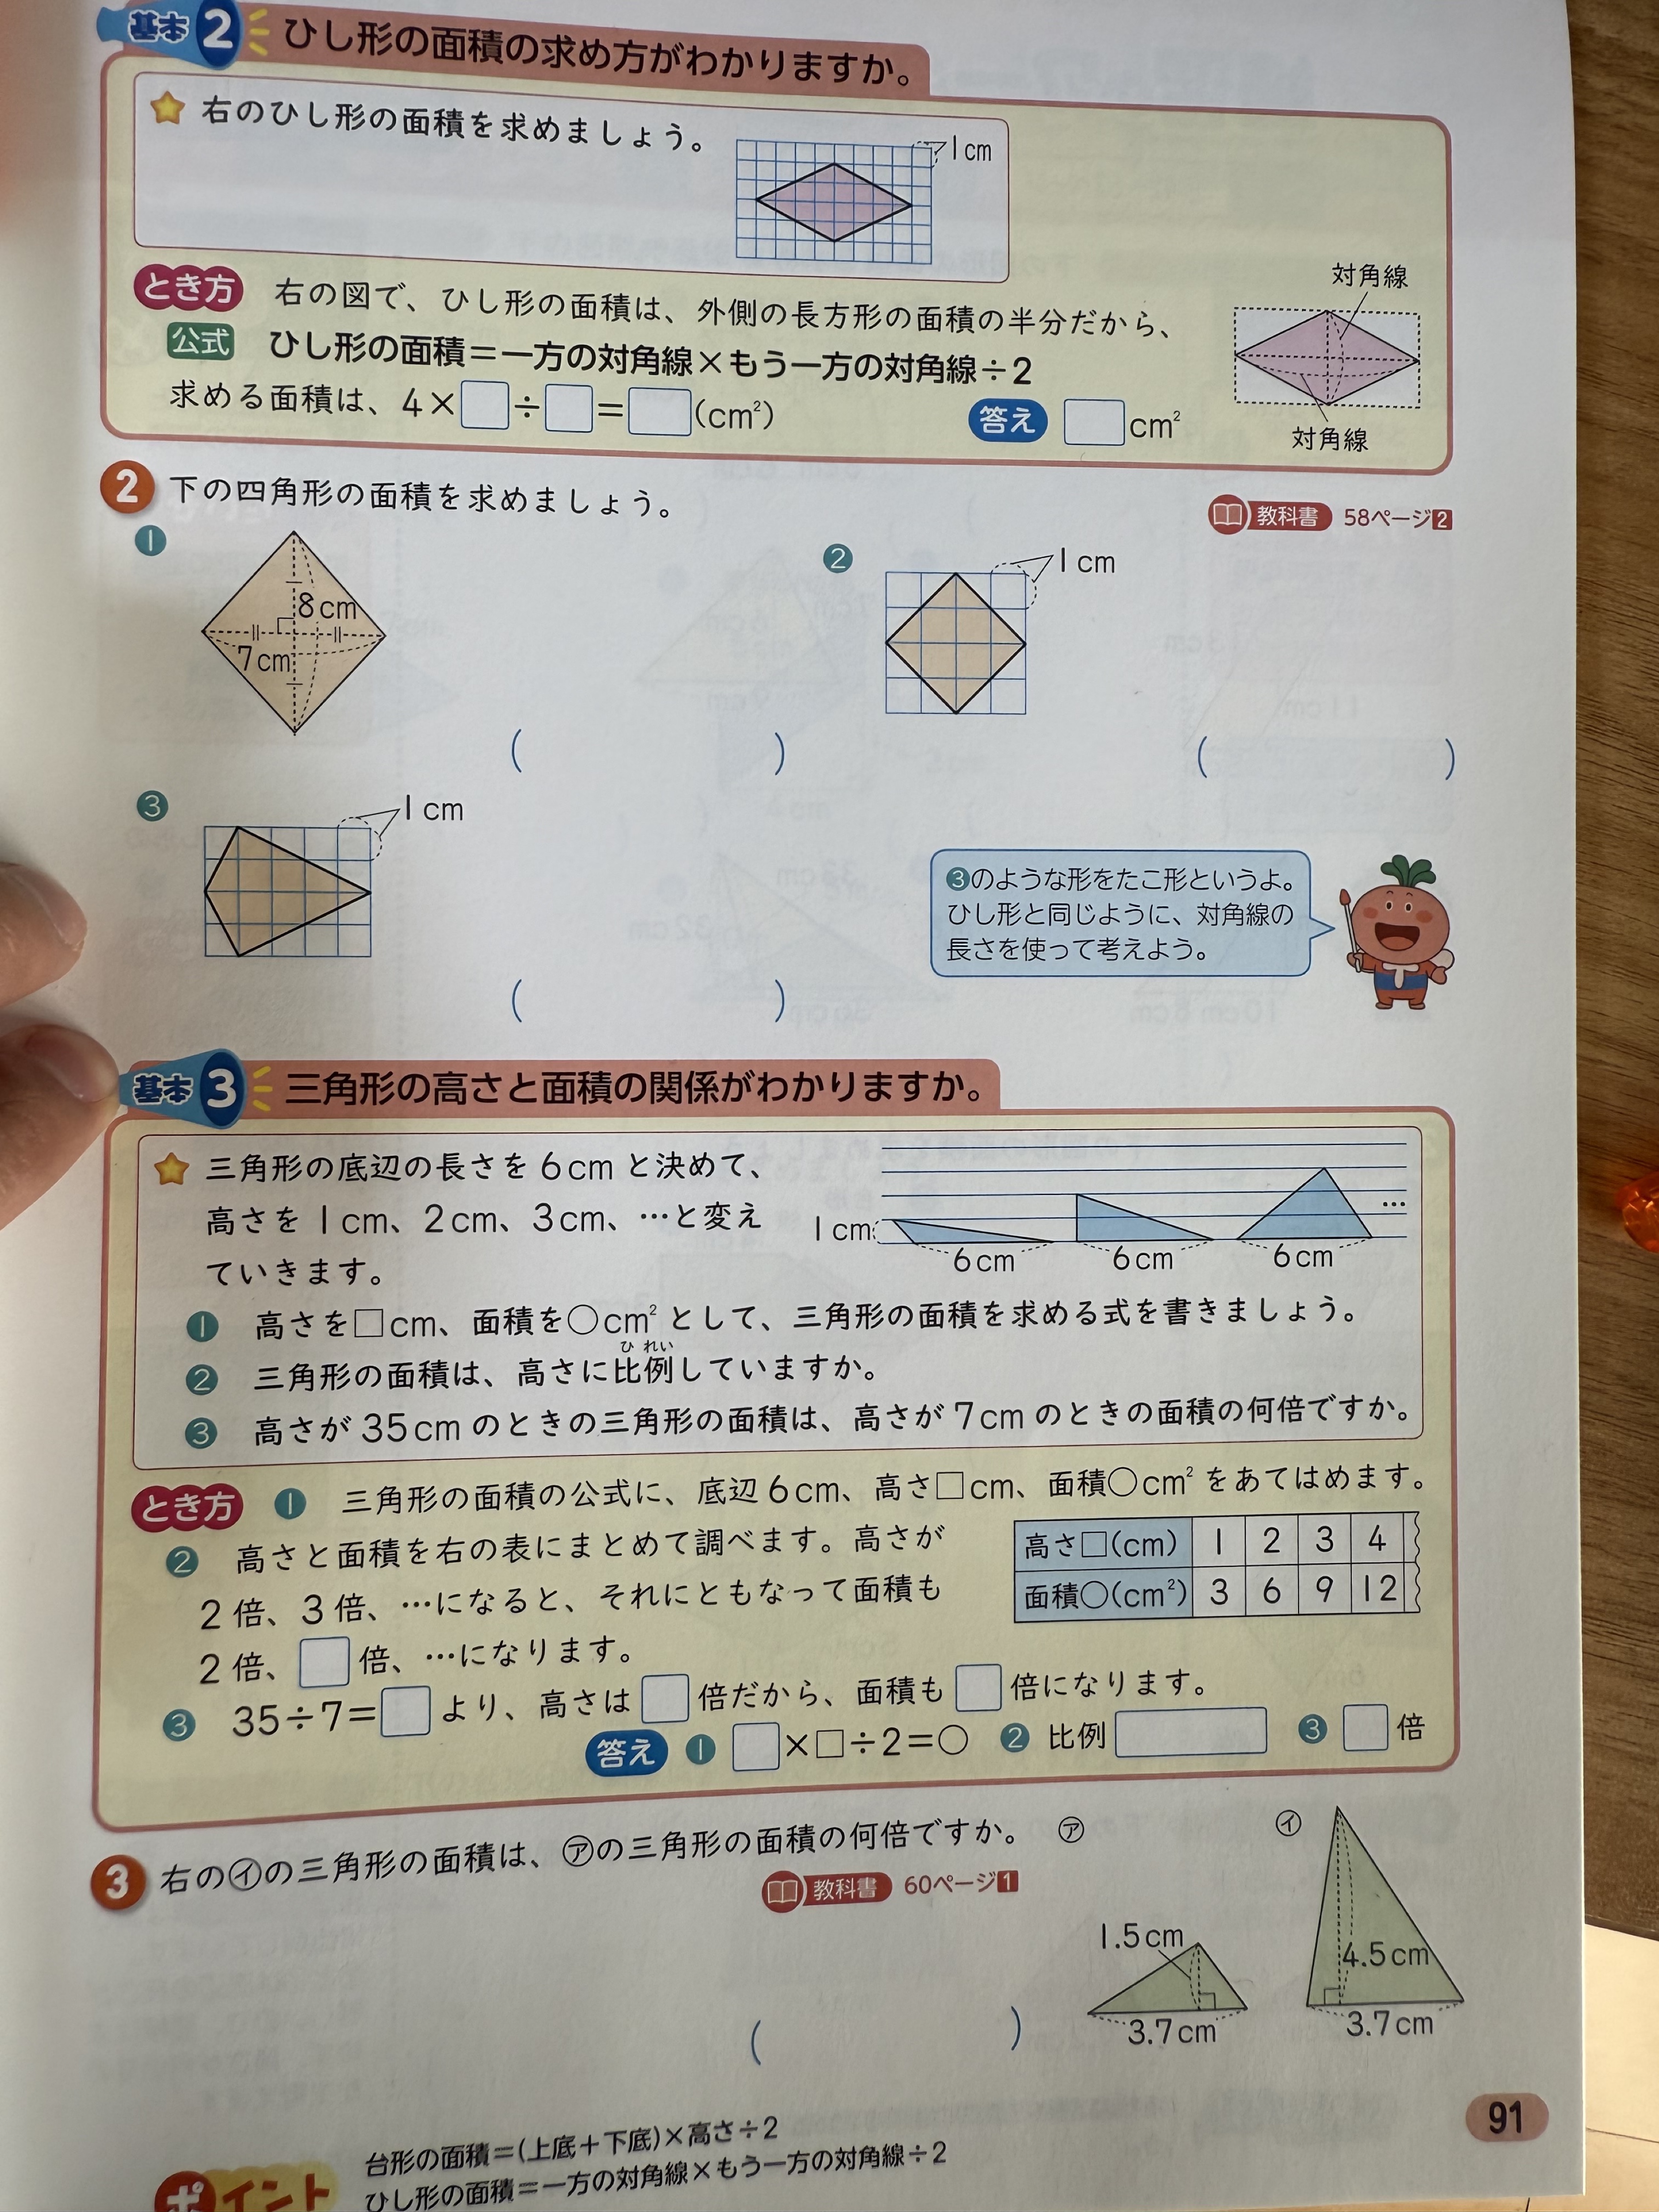 基本2 ひし形の面積の求め方がわかりますか。
右のひし形の面積を求めましょう。
1cm
とき方 右の図で、ひし形の面積は、外側の長方形の面積の半分だから、
公式 ひし形の面積＝一方の対角線×もう一方の対角線÷2
求める面積は、4×□÷□＝□(cm²)
答え □cm²
対角線
対角線
2 下の四角形の面積を求めましょう。
教科書 58ページ2
1
8cm
7cm
( )
2
1cm
( )
3
1cm
( )
❸のような形をたこ形というよ。
ひし形と同じように、対角線の
長さを使って考えよう。
基本3 三角形の高さと面積の関係がわかりますか。
三角形の底辺の長さを6cmと決めて、
高さを1cm、2cm、3cm、…と変え
ていきます。
1cm
6cm 6cm 6cm …
❶ 高さを□cm、面積を○cm²として、三角形の面積を求める式を書きましょう。
ひ れい
❷ 三角形の面積は、高さに比例していますか。
❸ 高さが35cmのときの三角形の面積は、高さが7cmのときの面積の何倍ですか。
とき方 ❶ 三角形の面積の公式に、底辺6cm、高さ□cm、面積○cm²をあてはめます。
❷ 高さと面積を右の表にまとめて調べます。高さが
2倍、3倍、…になると、それにともなって面積も
2倍、□倍、…になります。
高さ□(cm) 1 2 3 4
面積○(cm²) 3 6 9 12
❸ 35÷7＝□より、高さは□倍だから、面積も□倍になります。
答え ❶ □×□÷2＝○ ❷ 比例□ ❸ □倍
3 右の㋑の三角形の面積は、㋐の三角形の面積の何倍ですか。
教科書 60ページ1
㋐
1.5cm
3.7cm
㋑
4.5cm
3.7cm
( )
91
ポイント
台形の面積＝(上底＋下底)×高さ÷2
ひし形の面積＝一方の対角線×もう一方の対角線÷2